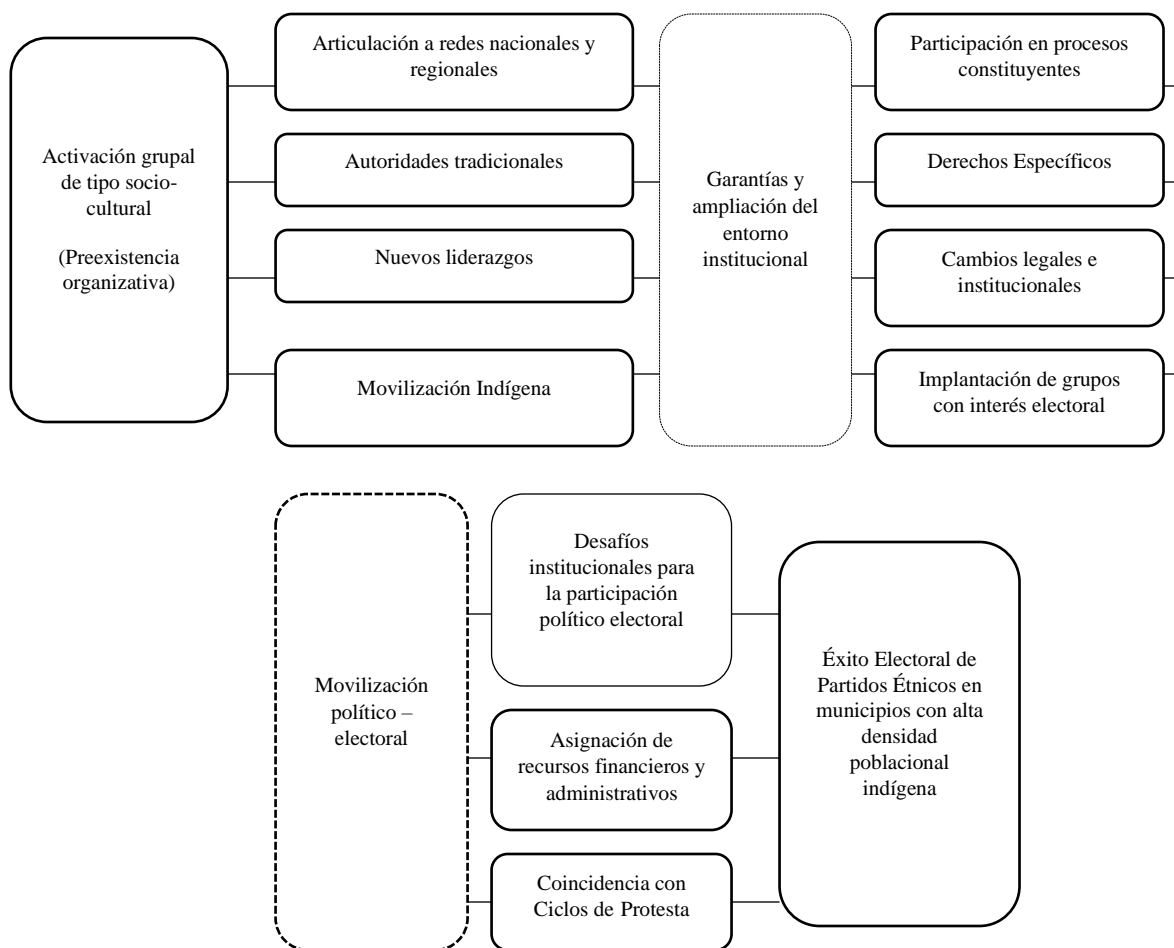 Activación grupal
de tipo socio-
cultural
(Preexistencia
organizativa)
Articulación a redes nacionales y
regionales
Autoridades tradicionales
Nuevos liderazgos
Movilización Indígena
Garantías y
ampliación del
entorno
institucional
Participación en procesos
constituyentes
Derechos Específicos
Cambios legales e
institucionales
Implantación de grupos
con interés electoral
Movilización
político –
electoral
Desafíos
institucionales para
la participación
político electoral
Asignación de
recursos financieros y
administrativos
Coincidencia con
Ciclos de Protesta
Éxito Electoral de
Partidos Étnicos en
municipios con alta
densidad
poblacional
indígena